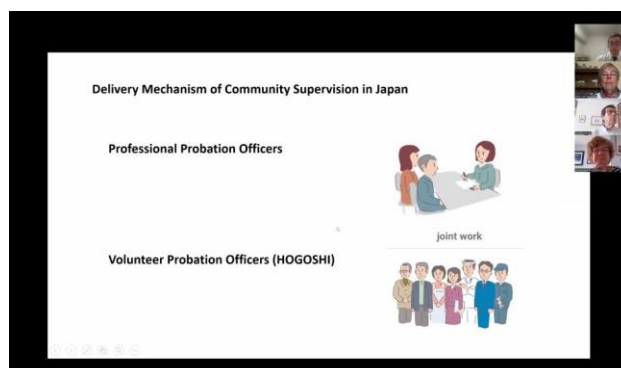 Delivery Mechanism of Community Supervision in Japan
Professional Probation Officers
joint work
Volunteer Probation Officers (HOGOSHI)